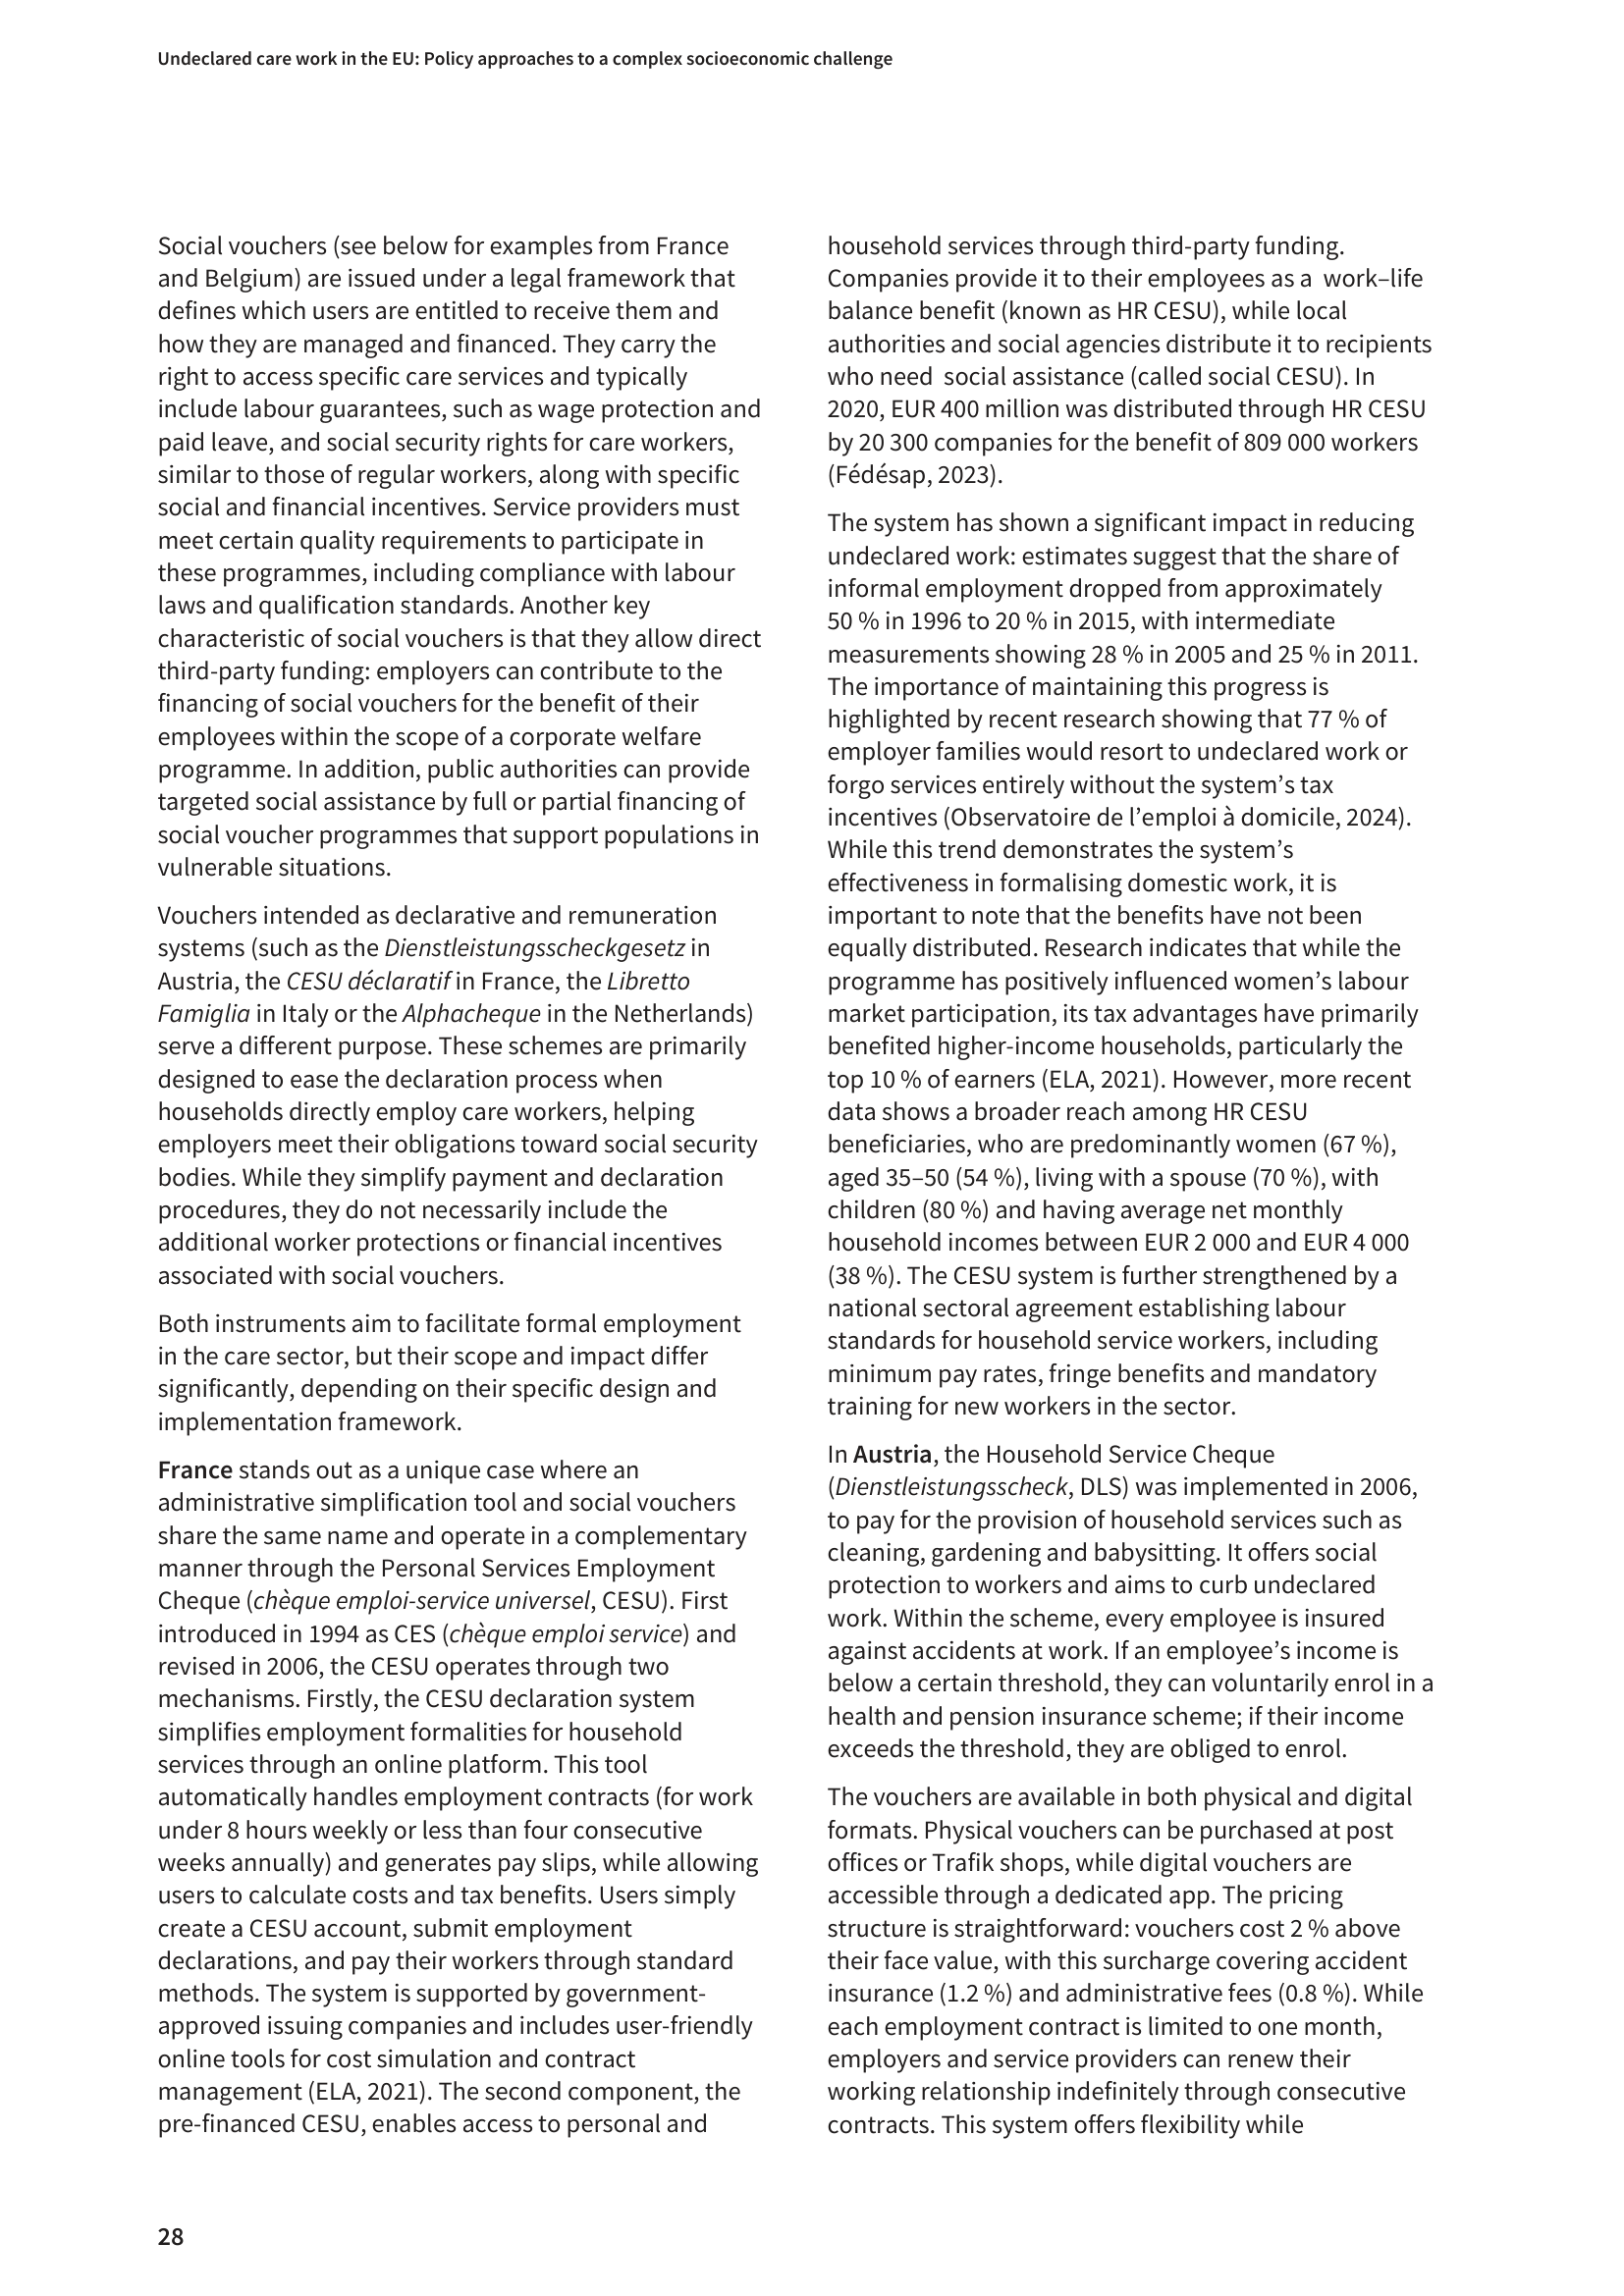 Undeclared care work in the EU: Policy approaches to a complex socioeconomic challenge
Social vouchers (see below for examples from France
and Belgium) are issued under a legal framework that
defines which users are entitled to receive them and
how they are managed and financed. They carry the
right to access specific care services and typically
include labour guarantees, such as wage protection and
paid leave, and social security rights for care workers,
similar to those of regular workers, along with specific
social and financial incentives. Service providers must
meet certain quality requirements to participate in
these programmes, including compliance with labour
laws and qualification standards. Another key
characteristic of social vouchers is that they allow direct
third-party funding: employers can contribute to the
financing of social vouchers for the benefit of their
employees within the scope of a corporate welfare
programme. In addition, public authorities can provide
targeted social assistance by full or partial financing of
social voucher programmes that support populations in
vulnerable situations.
Vouchers intended as declarative and remuneration
systems (such as the Dienstleistungsscheckgesetz in
Austria, the CESU déclaratif in France, the Libretto
Famiglia in Italy or the Alphacheque in the Netherlands)
serve a different purpose. These schemes are primarily
designed to ease the declaration process when
households directly employ care workers, helping
employers meet their obligations toward social security
bodies. While they simplify payment and declaration
procedures, they do not necessarily include the
additional worker protections or financial incentives
associated with social vouchers.
Both instruments aim to facilitate formal employment
in the care sector, but their scope and impact differ
significantly, depending on their specific design and
implementation framework.
France stands out as a unique case where an
administrative simplification tool and social vouchers
share the same name and operate in a complementary
manner through the Personal Services Employment
Cheque (chèque emploi-service universel, CESU). First
introduced in 1994 as CES (chèque emploi service) and
revised in 2006, the CESU operates through two
mechanisms. Firstly, the CESU declaration system
simplifies employment formalities for household
services through an online platform. This tool
automatically handles employment contracts (for work
under 8 hours weekly or less than four consecutive
weeks annually) and generates pay slips, while allowing
users to calculate costs and tax benefits. Users simply
create a CESU account, submit employment
declarations, and pay their workers through standard
methods. The system is supported by government-
approved issuing companies and includes user-friendly
online tools for cost simulation and contract
management (ELA, 2021). The second component, the
pre-financed CESU, enables access to personal and
household services through third-party funding.
Companies provide it to their employees as a work–life
balance benefit (known as HR CESU), while local
authorities and social agencies distribute it to recipients
who need social assistance (called social CESU). In
2020, EUR 400 million was distributed through HR CESU
by 20 300 companies for the benefit of 809 000 workers
(Fédésap, 2023).
The system has shown a significant impact in reducing
undeclared work: estimates suggest that the share of
informal employment dropped from approximately
50 % in 1996 to 20 % in 2015, with intermediate
measurements showing 28 % in 2005 and 25 % in 2011.
The importance of maintaining this progress is
highlighted by recent research showing that 77 % of
employer families would resort to undeclared work or
forgo services entirely without the system’s tax
incentives (Observatoire de l’emploi à domicile, 2024).
While this trend demonstrates the system’s
effectiveness in formalising domestic work, it is
important to note that the benefits have not been
equally distributed. Research indicates that while the
programme has positively influenced women’s labour
market participation, its tax advantages have primarily
benefited higher-income households, particularly the
top 10 % of earners (ELA, 2021). However, more recent
data shows a broader reach among HR CESU
beneficiaries, who are predominantly women (67 %),
aged 35–50 (54 %), living with a spouse (70 %), with
children (80 %) and having average net monthly
household incomes between EUR 2 000 and EUR 4 000
(38 %). The CESU system is further strengthened by a
national sectoral agreement establishing labour
standards for household service workers, including
minimum pay rates, fringe benefits and mandatory
training for new workers in the sector.
In Austria, the Household Service Cheque
(Dienstleistungsscheck, DLS) was implemented in 2006,
to pay for the provision of household services such as
cleaning, gardening and babysitting. It offers social
protection to workers and aims to curb undeclared
work. Within the scheme, every employee is insured
against accidents at work. If an employee’s income is
below a certain threshold, they can voluntarily enrol in a
health and pension insurance scheme; if their income
exceeds the threshold, they are obliged to enrol.
The vouchers are available in both physical and digital
formats. Physical vouchers can be purchased at post
offices or Trafik shops, while digital vouchers are
accessible through a dedicated app. The pricing
structure is straightforward: vouchers cost 2 % above
their face value, with this surcharge covering accident
insurance (1.2 %) and administrative fees (0.8 %). While
each employment contract is limited to one month,
employers and service providers can renew their
working relationship indefinitely through consecutive
contracts. This system offers flexibility while
28